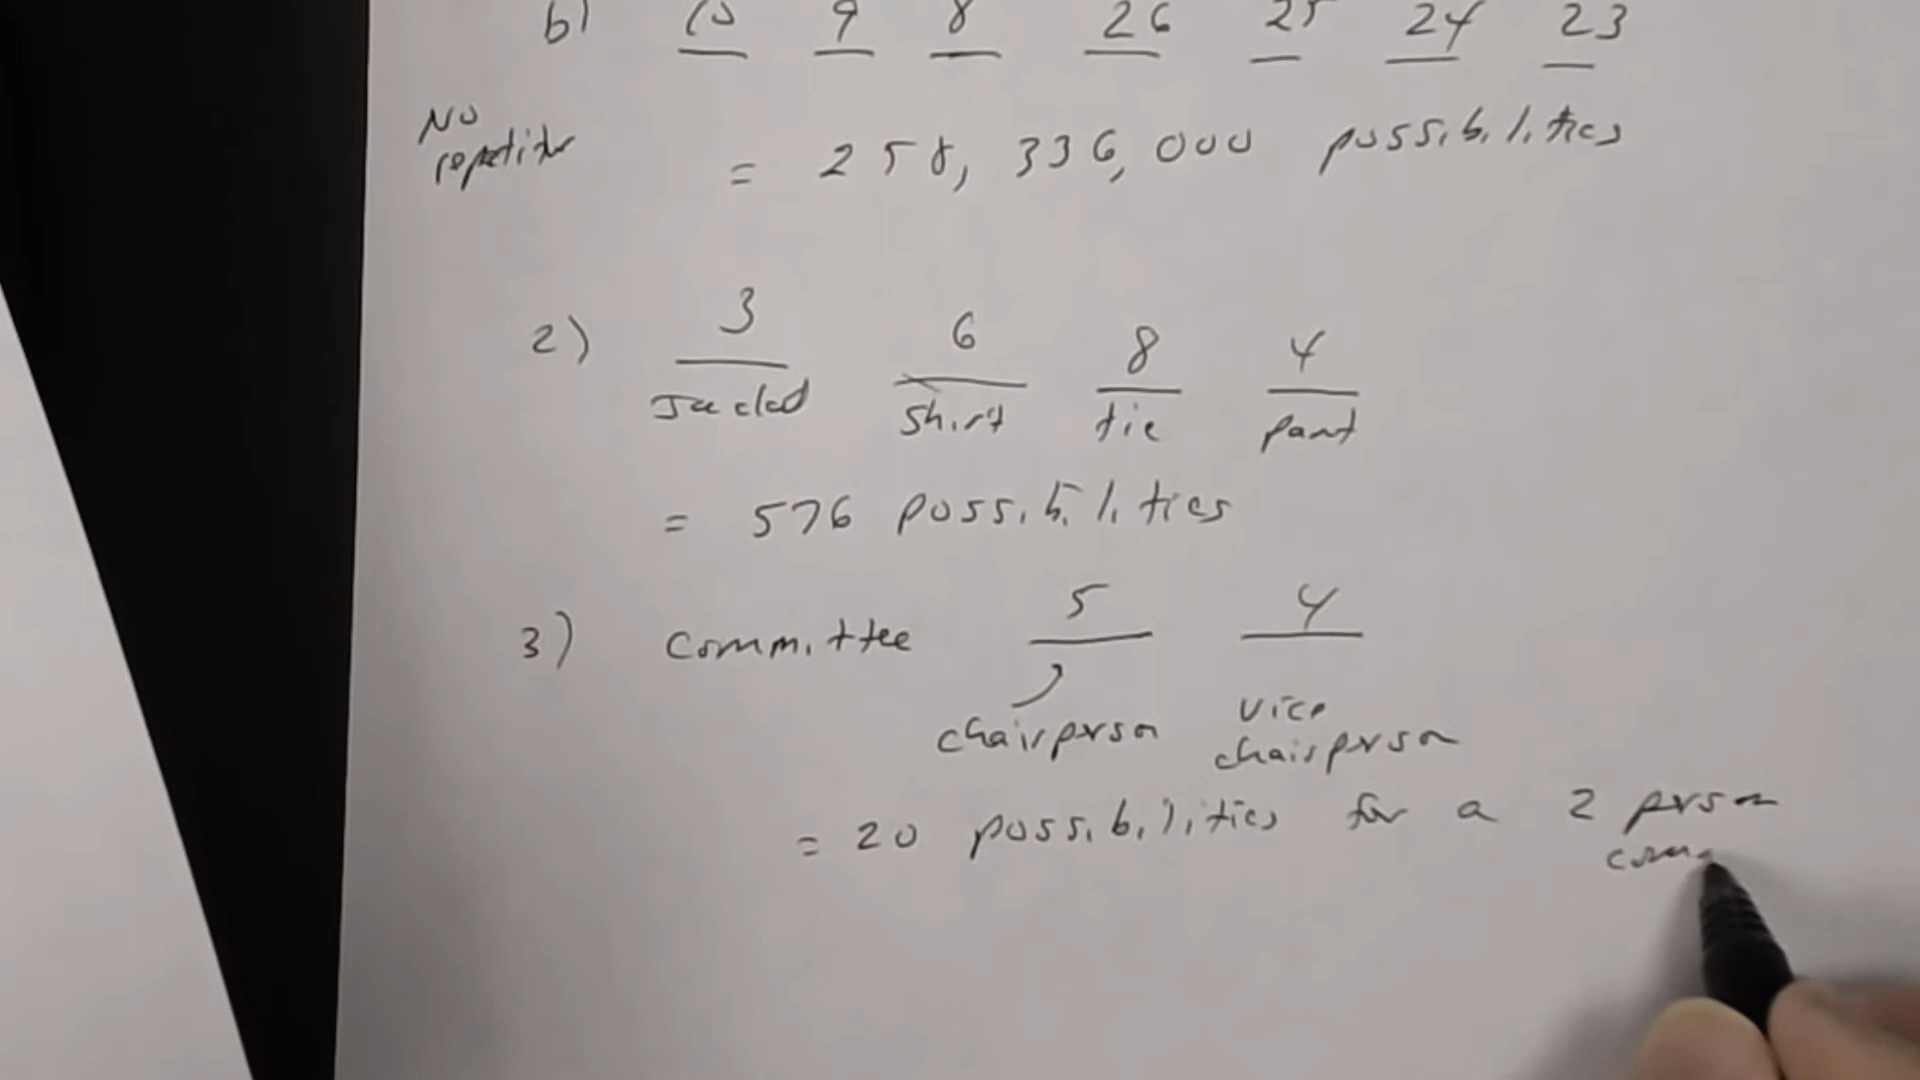 b) 10 9 8 26 25 24 23
No
repetition
= 258,336,000 possibilities
2) 3 6 8 4
Jacket shirt tie pant
= 576 possibilities
3) committee 5 4
chairperson vice
chairperson
= 20 possibilities for a 2 person
comm